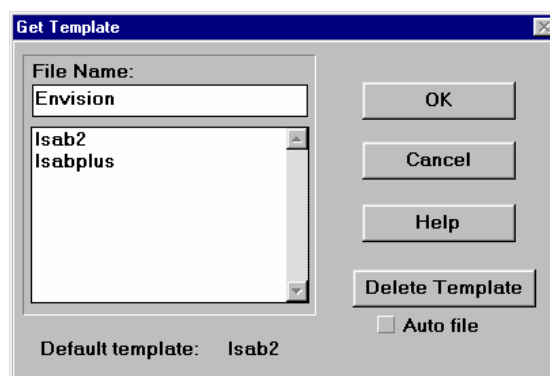 Get Template
File Name:
Envision
Isab2
Isabplus
OK
Cancel
Help
Delete Template
Auto file
Default template: Isab2